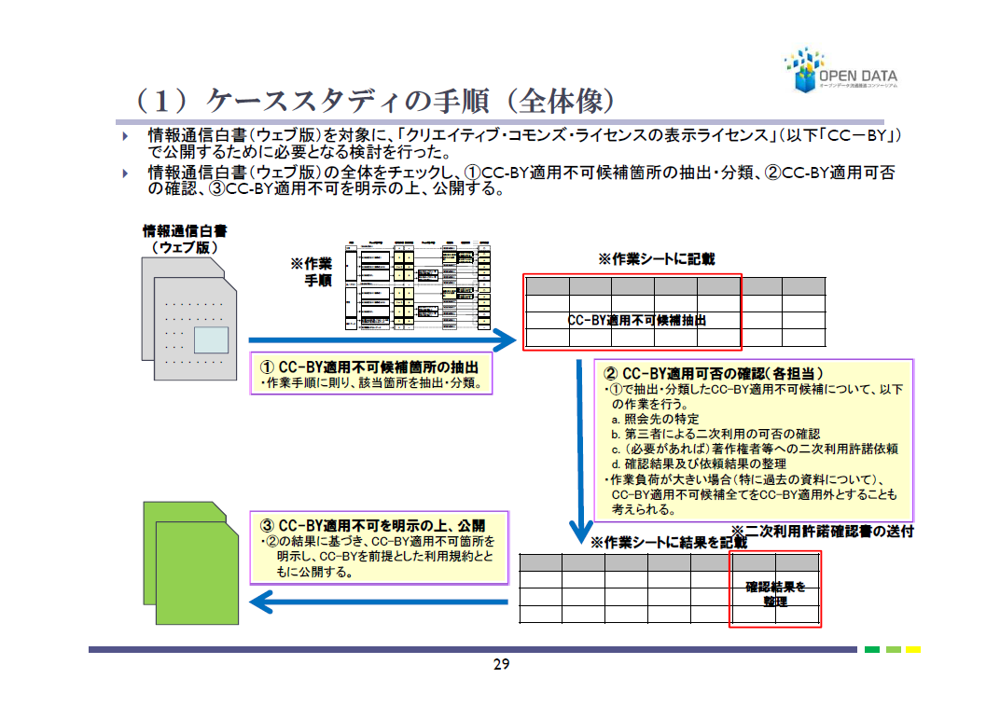 OPEN DATA
オープンデータ流通推進コンソーシアム
（１）ケーススタディの手順（全体像）
情報通信白書（ウェブ版）を対象に、「クリエイティブ・コモンズ・ライセンスの表示ライセンス」（以下「CC－BY」）
で公開するために必要となる検討を行った。
情報通信白書（ウェブ版）の全体をチェックし、①CC-BY適用不可候補箇所の抽出・分類、②CC-BY適用可否
の確認、③CC-BY適用不可を明示の上、公開する。
情報通信白書
（ウェブ版）
※作業
手順
※作業シートに記載
CC-BY適用不可候補抽出
① CC-BY適用不可候補箇所の抽出
・作業手順に則り、該当箇所を抽出・分類。
② CC-BY適用可否の確認（各担当）
・①で抽出・分類したCC-BY適用不可候補について、以下
の作業を行う。
a. 照会先の特定
b. 第三者による二次利用の可否の確認
c. （必要があれば）著作権者等への二次利用許諾依頼
d. 確認結果及び依頼結果の整理
・作業負荷が大きい場合（特に過去の資料について）、
CC-BY適用不可候補全てをCC-BY適用外とすることも
考えられる。
③ CC-BY適用不可を明示の上、公開
・②の結果に基づき、CC-BY適用不可箇所を
明示し、CC-BYを前提とした利用規約とと
もに公開する。
※二次利用許諾確認書の送付
※作業シートに結果を記載
確認結果を
整理
29